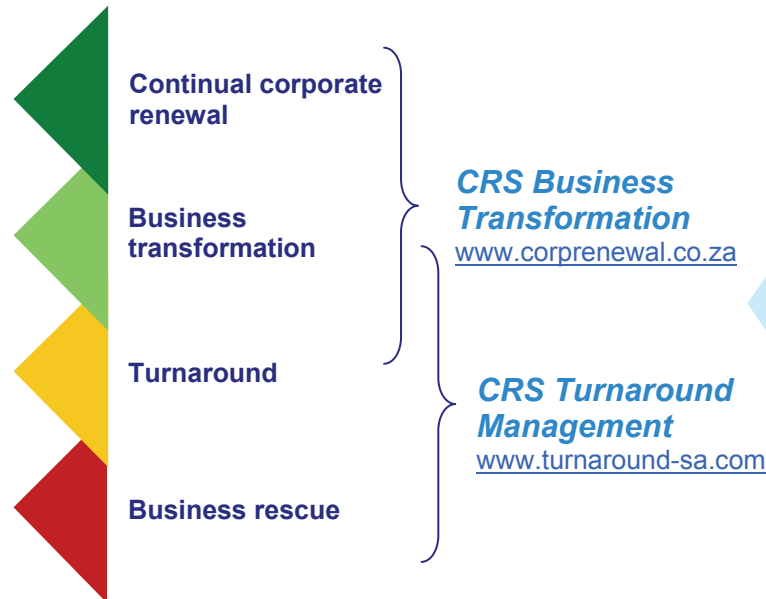 Continual corporate
renewal
CRS Business
Transformation
www.corprenewal.co.za
Business
transformation
Turnaround
CRS Turnaround
Management
www.turnaround-sa.com
Business rescue